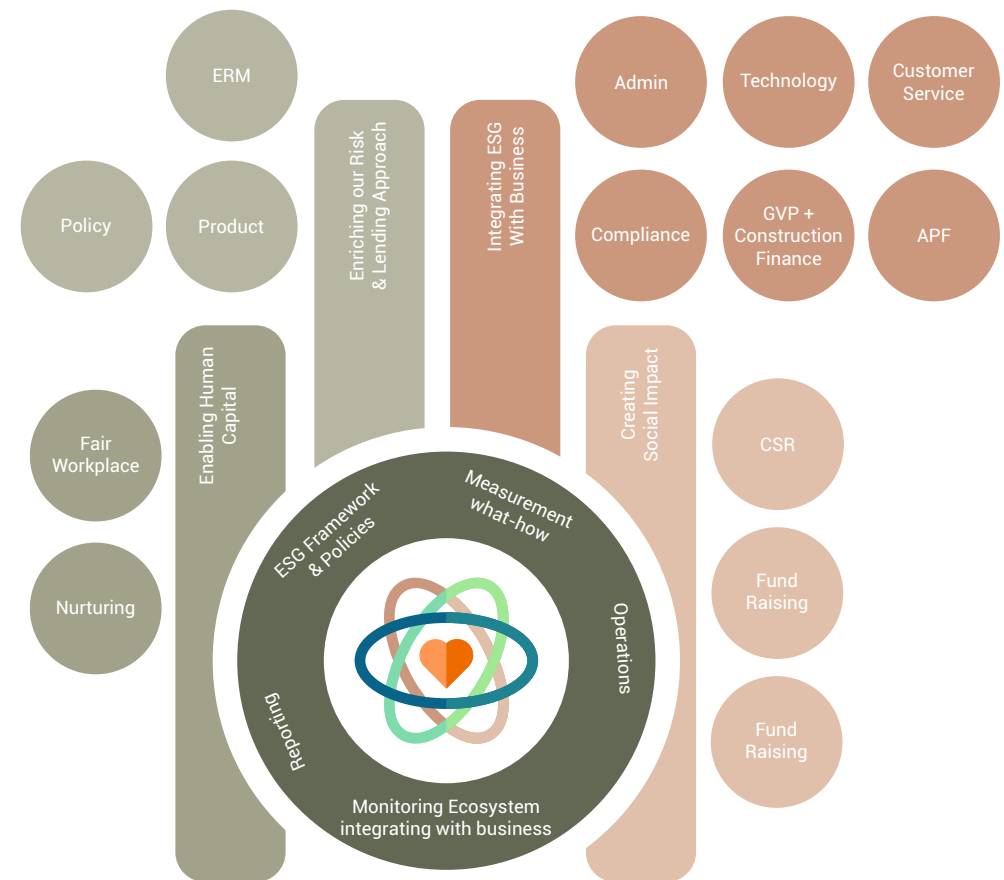 ERM
Policy
Product
Enriching our Risk
& Lending Approach
Integrating ESG
With Business
Admin
Technology
Customer
Service
Compliance
GVP +
Construction
Finance
APF
Enabling Human
Capital
Fair
Workplace
Nurturing
Creating
Social Impact
CSR
Fund
Raising
Fund
Raising
ESG Framework
& Policies
Measurement
what-how
Operations
Reporting
Monitoring Ecosystem
integrating with business